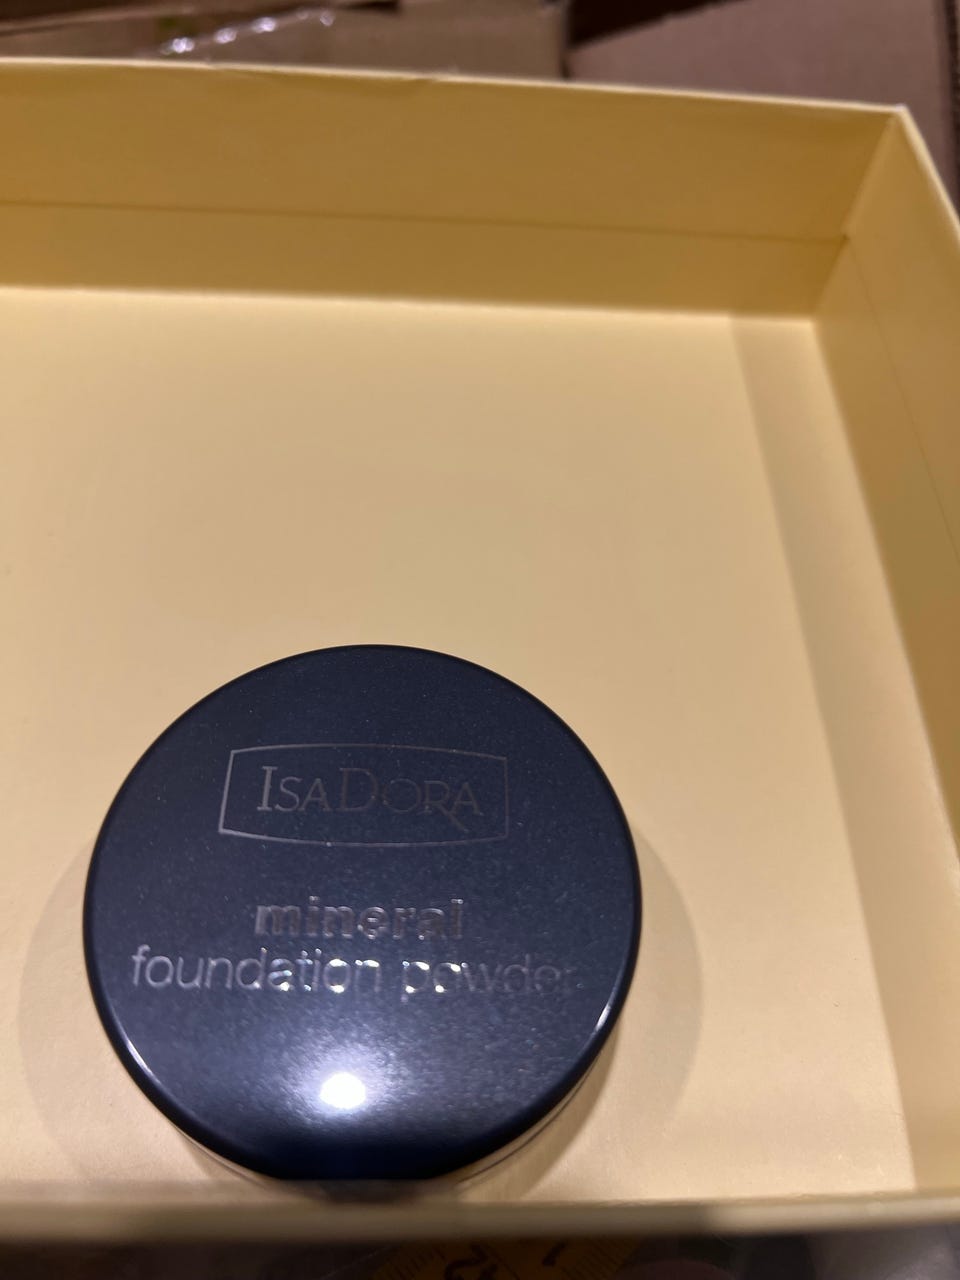 IsaDora
mineral
foundation powder